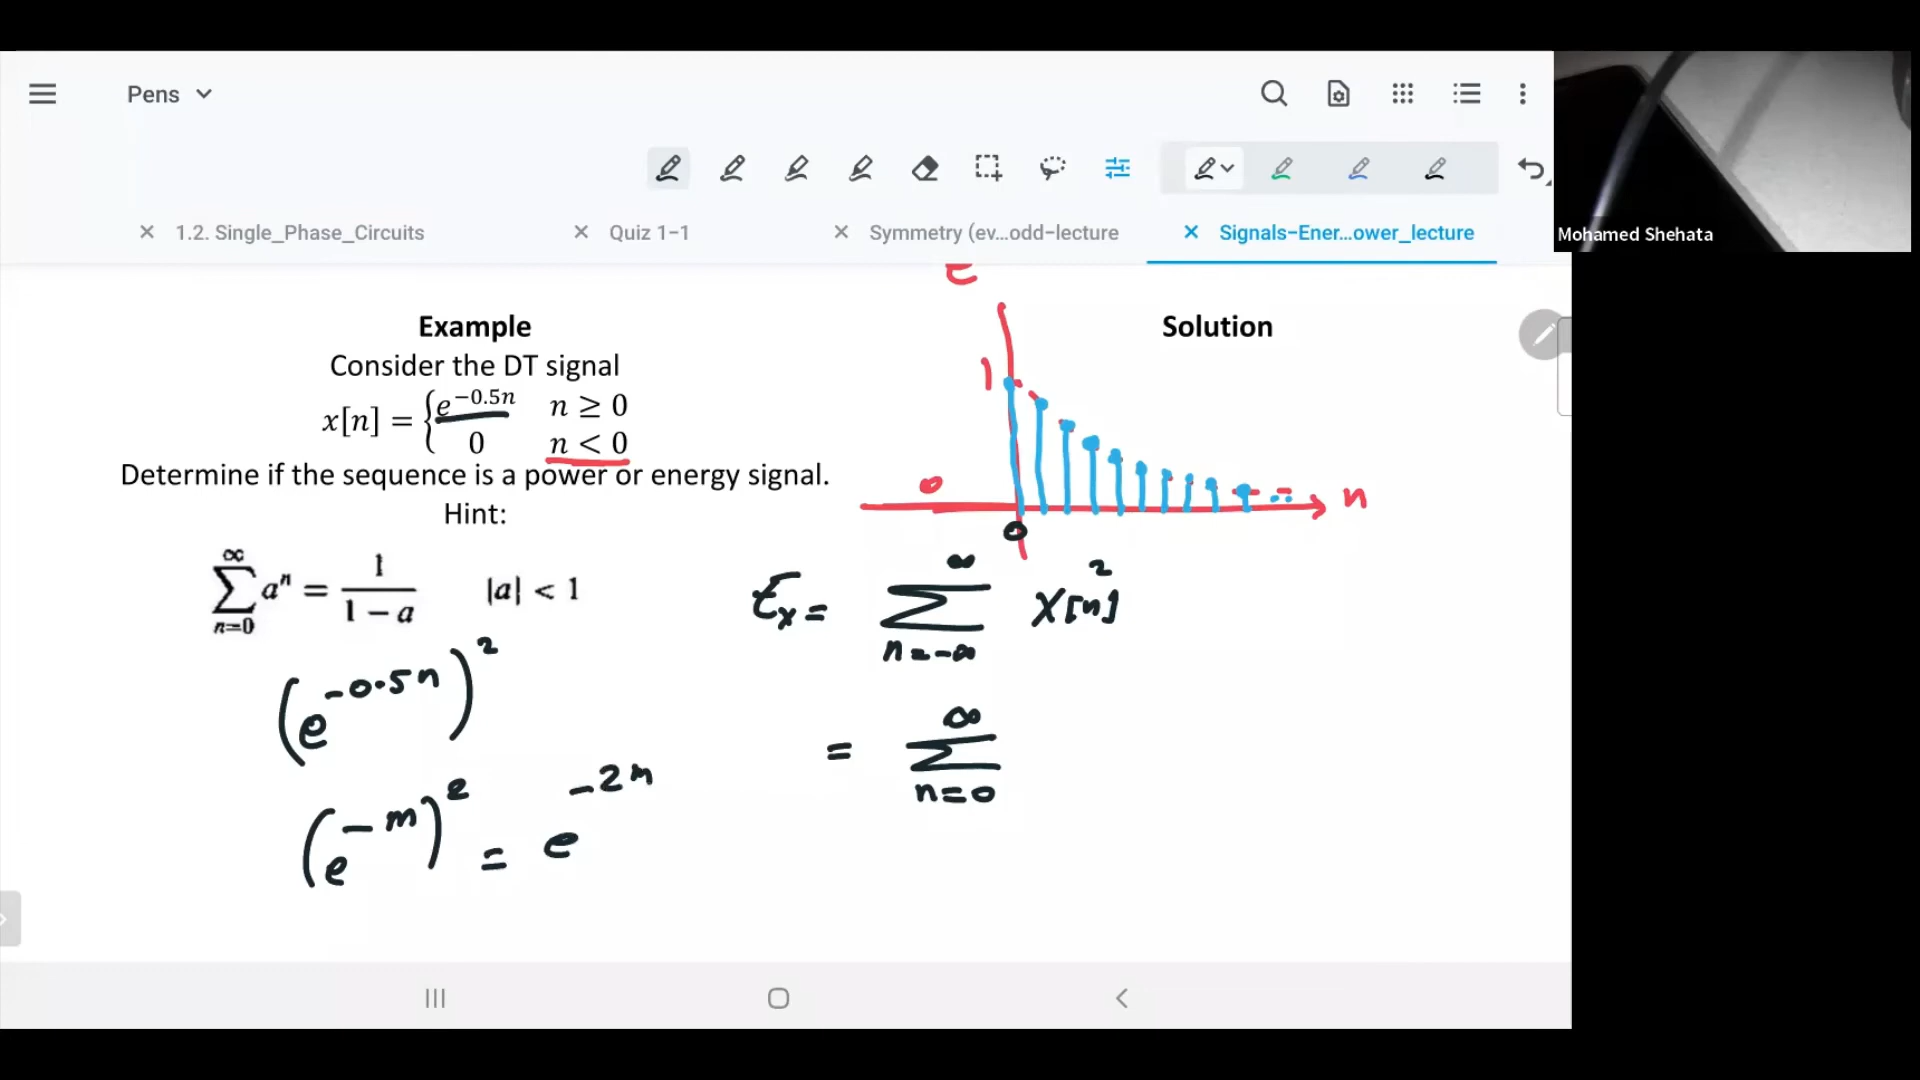 Pens
1.2. Single_Phase_Circuits
Quiz 1-1
Symmetry (ev...odd-lecture
Signals-Ener...ower_lecture
Mohamed Shehata
Example
Consider the DT signal
x[n] = { e^{-0.5n} n ≥ 0
0 n < 0
Determine if the sequence is a power or energy signal.
Hint:
∑_{n=0}^{∞} a^n = 1/(1 − a) |a| < 1
(e^{-0.5n})^2
(e^{-m})^2 = e^{-2m}
Solution
1
0
n
0
E_x = ∑_{n=-∞}^{∞} x[n]^2
= ∑_{n=0}^{∞}